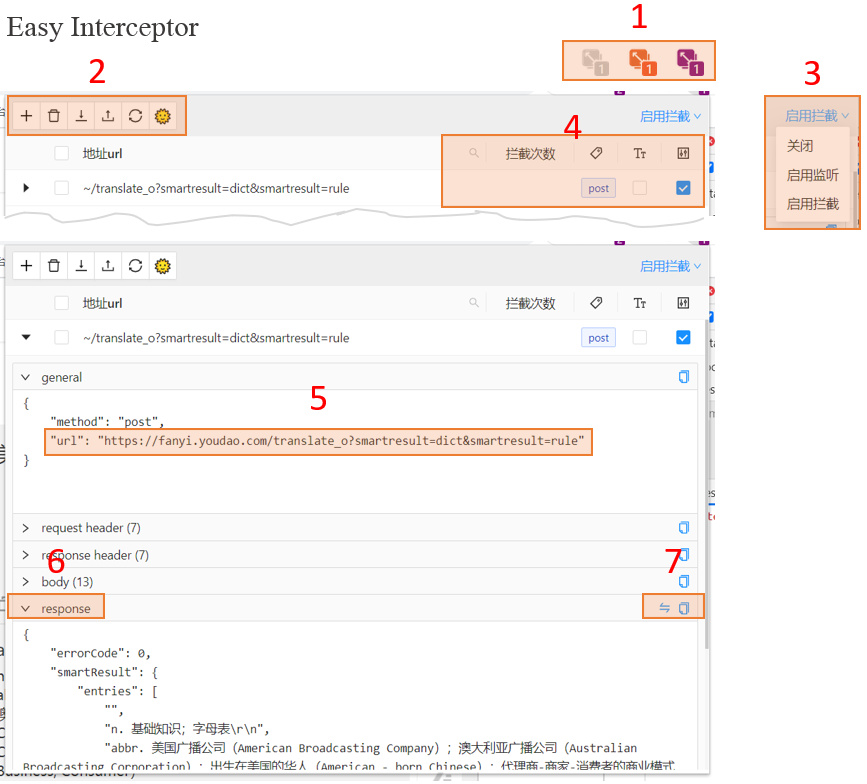 Easy Interceptor
1
1 1 1
2
3
启用拦截
启用拦截
4
关闭
启用监听
启用拦截
地址url 拦截次数 Tт
~/translate_o?smartresult=dict&smartresult=rule post
启用拦截
地址url 拦截次数 Tт
~/translate_o?smartresult=dict&smartresult=rule post
general
5
{
"method": "post",
"url": "https://fanyi.youdao.com/translate_o?smartresult=dict&smartresult=rule"
}
request header (7)
response header (7)
6
7
body (13)
response
{
"errorCode": 0,
"smartResult": {
"entries": [
"",
"n. 基础知识；字母表\r\n",
"abbr. 美国广播公司（American Broadcasting Company）；澳大利亚广播公司（Australian
Broadcasting Corporation）；出生在美国的华人（American - born Chinese）；代理商-商家-消费者的商业模式
Business, Consumer)